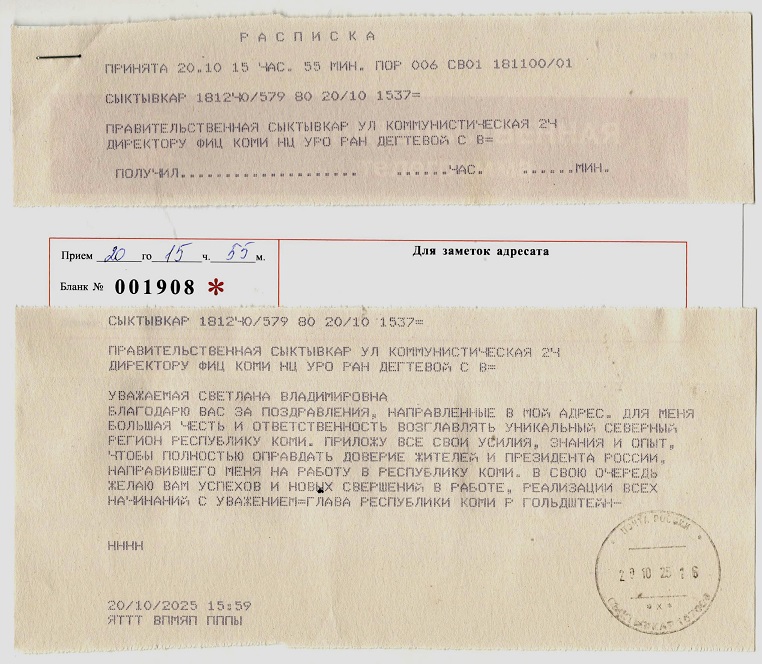 РАСПИСКА
ПРИНЯТА 20.10 15 ЧАС. 55 МИН. ПОР 006 СВ01 181100/01
СЫКТЫВКАР 181240/579 80 20/10 1537=
ПРАВИТЕЛЬСТВЕННАЯ СЫКТЫВКАР УЛ КОММУНИСТИЧЕСКАЯ 24
ДИРЕКТОРУ ФИЦ КОМИ НЦ УРО РАН ДЕГТЕВОЙ С В=
ПОЛУЧИЛ................... ......ЧАС. ......МИН.
Прием 20 го 15 ч. 55 м.
Для заметок адресата
Бланк № 001908 *
СЫКТЫВКАР 181240/579 80 20/10 1537=
ПРАВИТЕЛЬСТВЕННАЯ СЫКТЫВКАР УЛ КОММУНИСТИЧЕСКАЯ 24
ДИРЕКТОРУ ФИЦ КОМИ НЦ УРО РАН ДЕГТЕВОЙ С В=
УВАЖАЕМАЯ СВЕТЛАНА ВЛАДИМИРОВНА
БЛАГОДАРЮ ВАС ЗА ПОЗДРАВЛЕНИЯ, НАПРАВЛЕННЫЕ В МОЙ АДРЕС. ДЛЯ МЕНЯ
БОЛЬШАЯ ЧЕСТЬ И ОТВЕТСТВЕННОСТЬ ВОЗГЛАВЛЯТЬ УНИКАЛЬНЫЙ СЕВЕРНЫЙ
РЕГИОН РЕСПУБЛИКУ КОМИ. ПРИЛОЖУ ВСЕ СВОИ УСИЛИЯ, ЗНАНИЯ И ОПЫТ,
ЧТОБЫ ПОЛНОСТЬЮ ОПРАВДАТЬ ДОВЕРИЕ ЖИТЕЛЕЙ И ПРЕЗИДЕНТА РОССИИ,
НАПРАВИВШЕГО МЕНЯ НА РАБОТУ В РЕСПУБЛИКУ КОМИ. В СВОЮ ОЧЕРЕДЬ
ЖЕЛАЮ ВАМ УСПЕХОВ И НОВЫХ СВЕРШЕНИЙ В РАБОТЕ, РЕАЛИЗАЦИИ ВСЕХ
НАЧИНАНИЙ С УВАЖЕНИЕМ=ГЛАВА РЕСПУБЛИКИ КОМИ Р ГОЛЬДШТЕЙН-
НННН
ПОЧТА РОССИИ
20/10/2025 15:59
ЯТТТ ВПМЯП ПППЫ